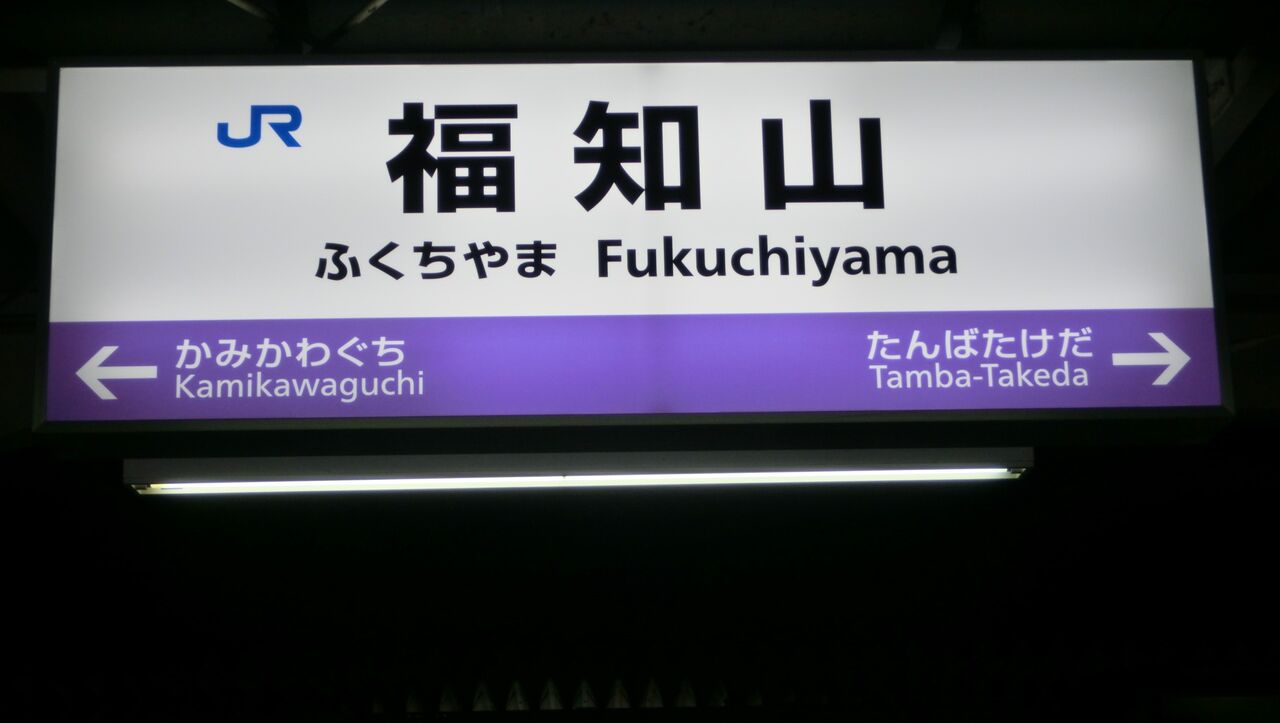 JR 福知山
ふくちやま Fukuchiyama
← かみかわぐち
Kamikawaguchi
たんばたけだ →
Tamba-Takeda